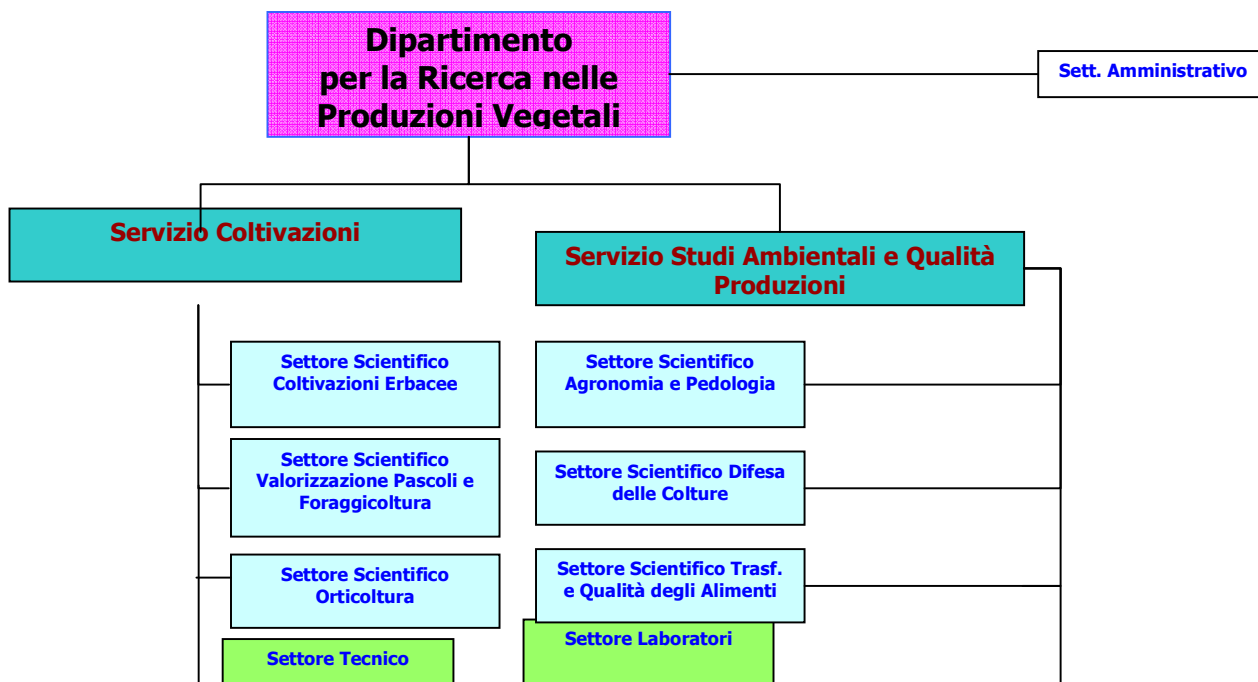 Dipartimento
per la Ricerca nelle
Produzioni Vegetali
Sett. Amministrativo
Servizio Coltivazioni
Servizio Studi Ambientali e Qualità
Produzioni
Settore Scientifico
Coltivazioni Erbacee
Settore Scientifico
Agronomia e Pedologia
Settore Scientifico
Valorizzazione Pascoli e
Foraggicoltura
Settore Scientifico Difesa
delle Colture
Settore Scientifico
Orticoltura
Settore Scientifico Trasf.
e Qualità degli Alimenti
Settore Tecnico
Settore Laboratori